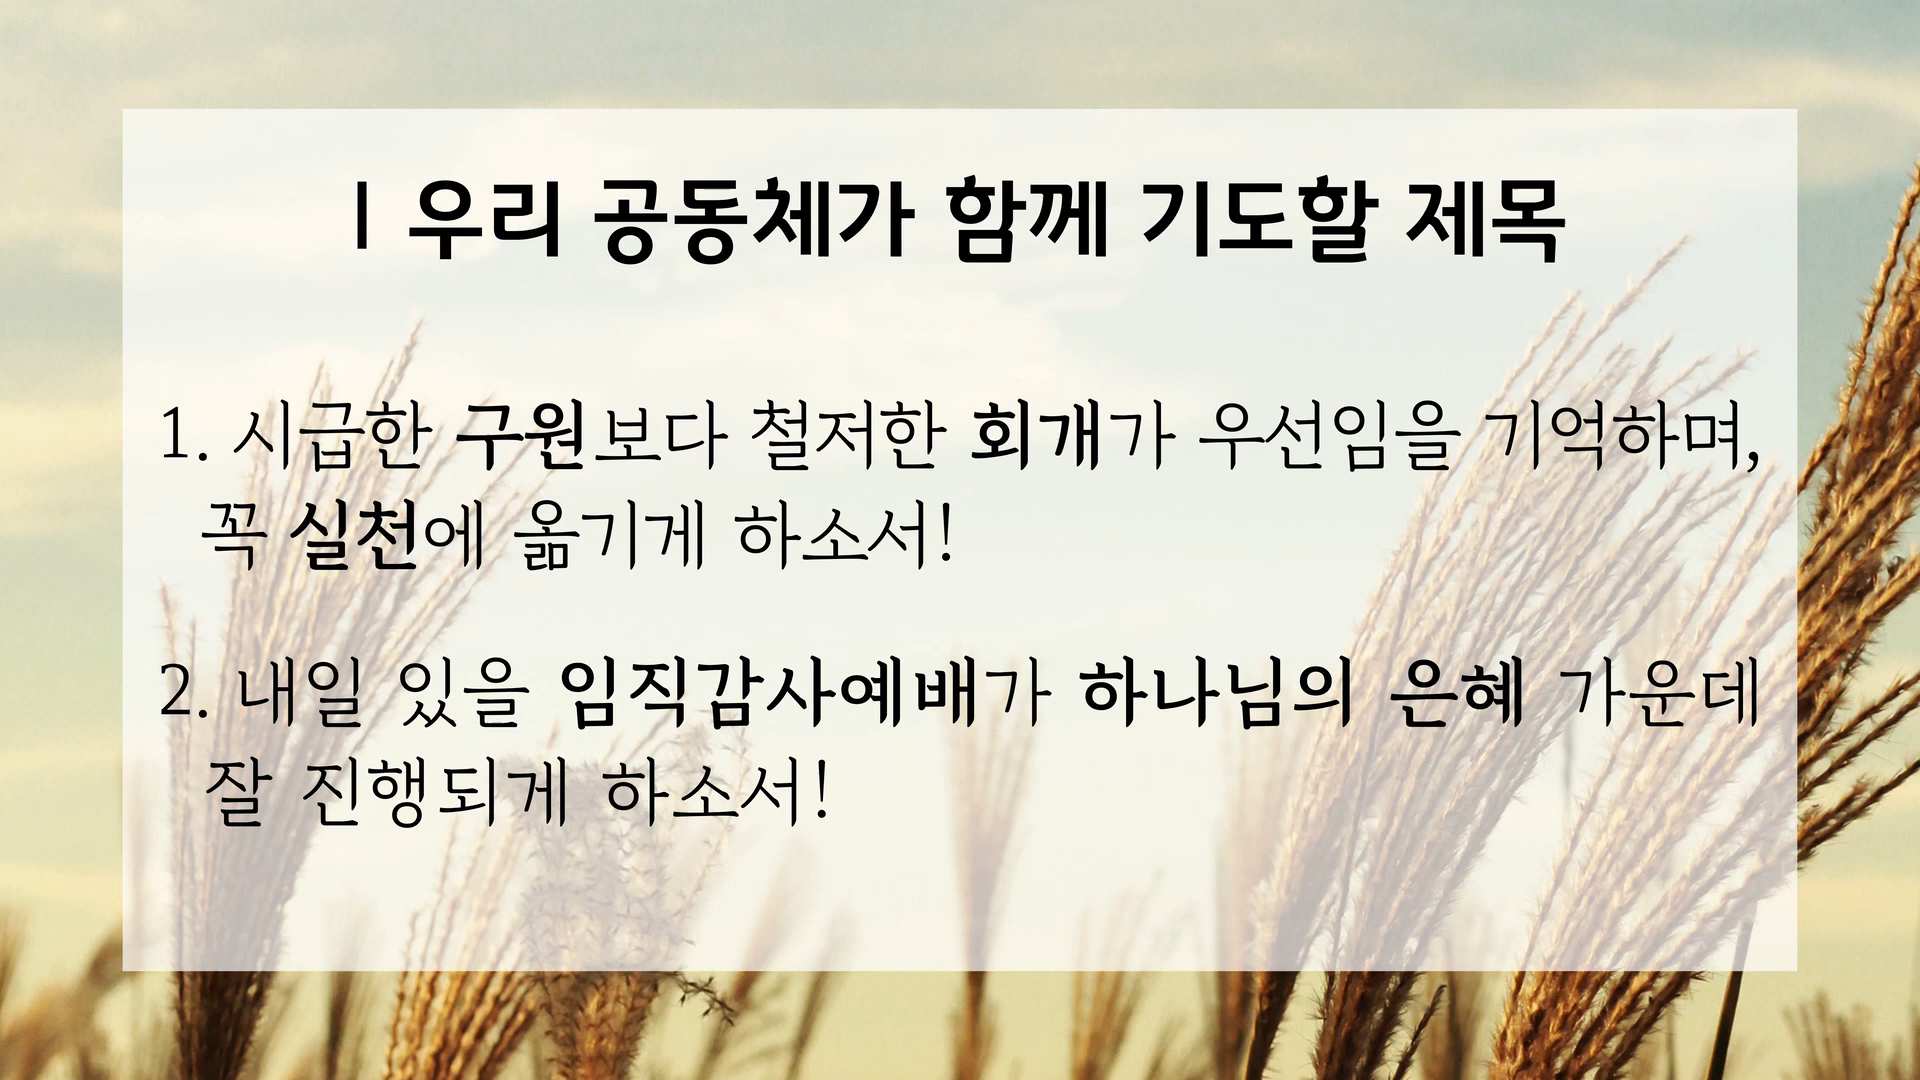 | 우리 공동체가 함께 기도할 제목
1. 시급한 구원보다 철저한 회개가 우선임을 기억하며,
꼭 실천에 옮기게 하소서!
2. 내일 있을 임직감사예배가 하나님의 은혜 가운데
잘 진행되게 하소서!